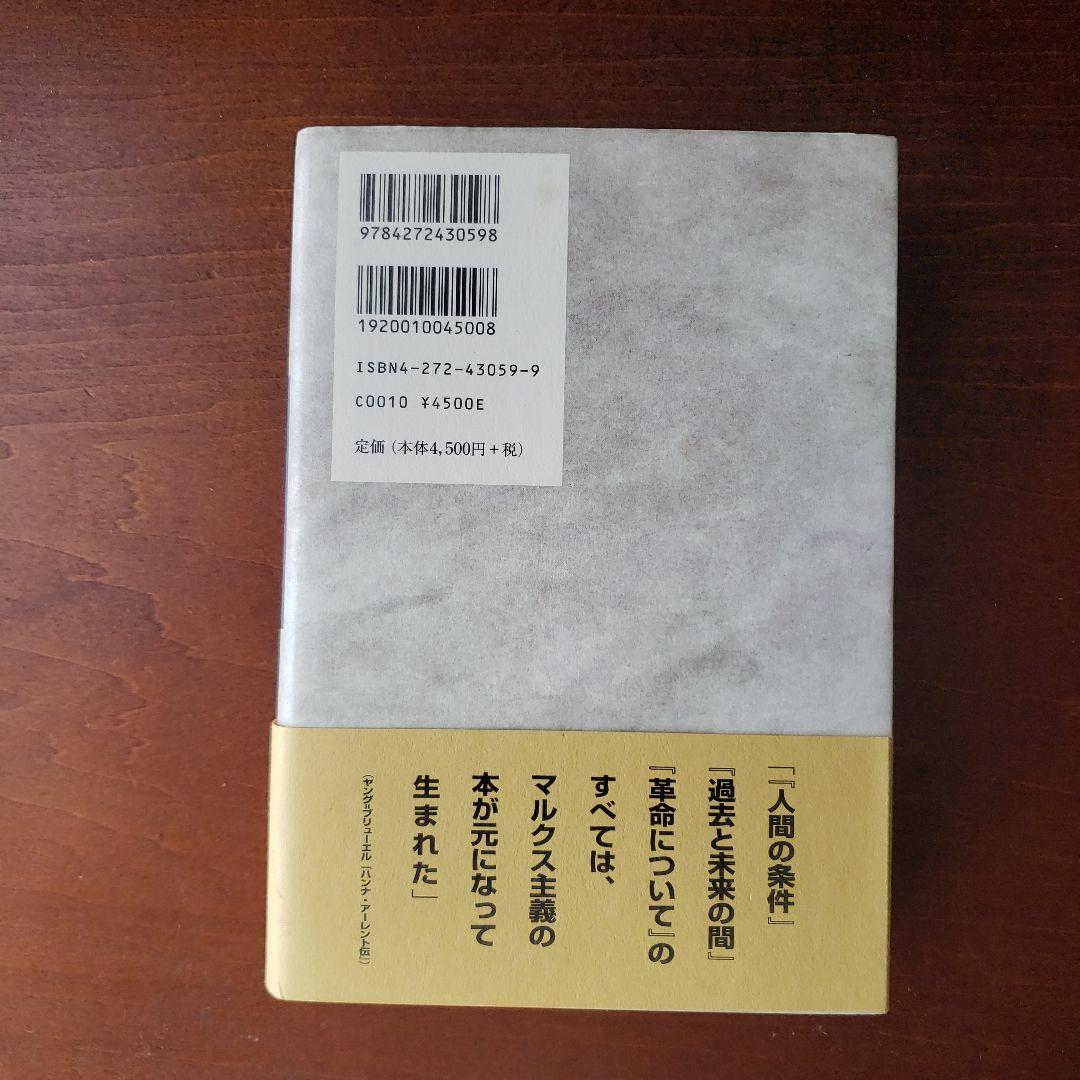 9784272430598
1920010045008
ISBN4-272-43059-9
C0010 ¥4500E
定価（本体4,500円＋税）
「『人間の条件』
『過去と未来の間』
『革命について』の
すべては、
マルクス主義の
本が元になって
生まれた」
（ヤング=ブリューエル『ハンナ・アーレント伝』）